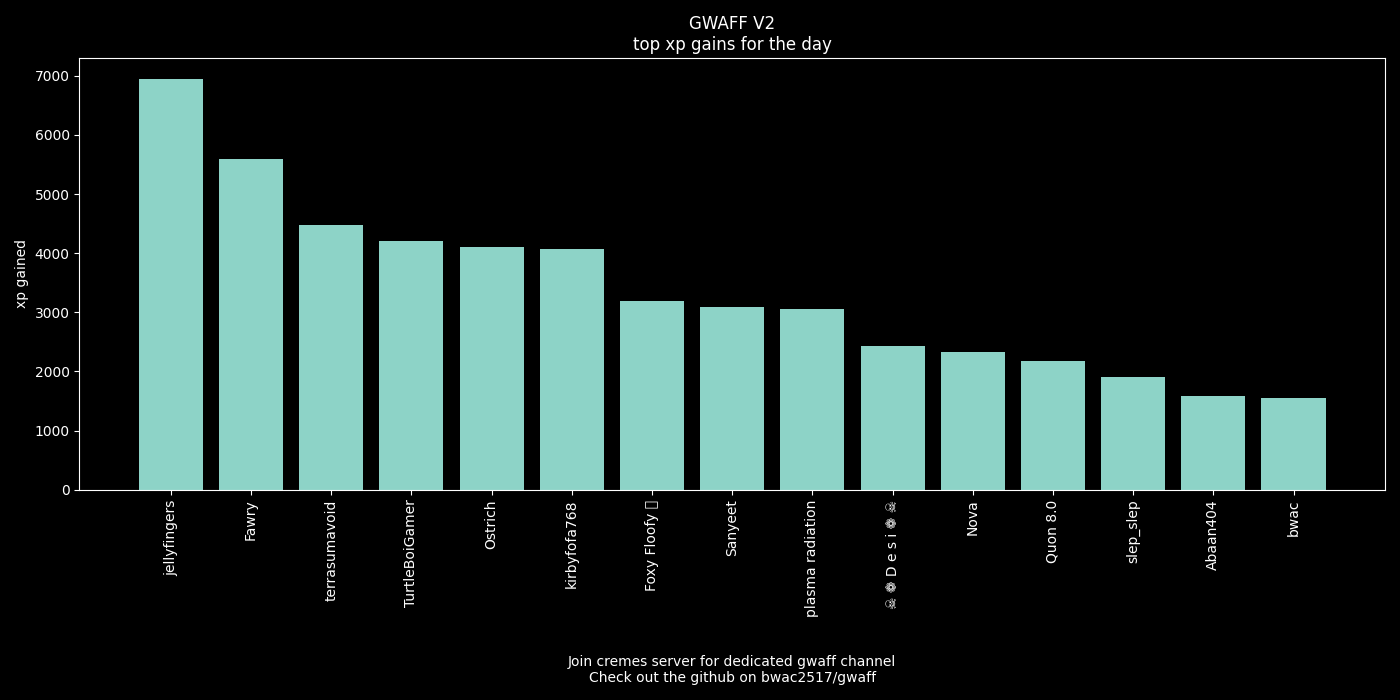 GWAFF V2
top xp gains for the day
7000
6000
5000
4000
3000
2000
1000
0
xp gained
jellyfingers
Fawry
terrasumavoid
TurtleBoiGamer
Ostrich
kirbyfofa768
Foxy Floofy ▯
Sanyeet
plasma radiation
☠ ❁ D e s i ❁ ☠
Nova
Quon 8.0
slep_slep
Abaan404
bwac
Join cremes server for dedicated gwaff channel
Check out the github on bwac2517/gwaff